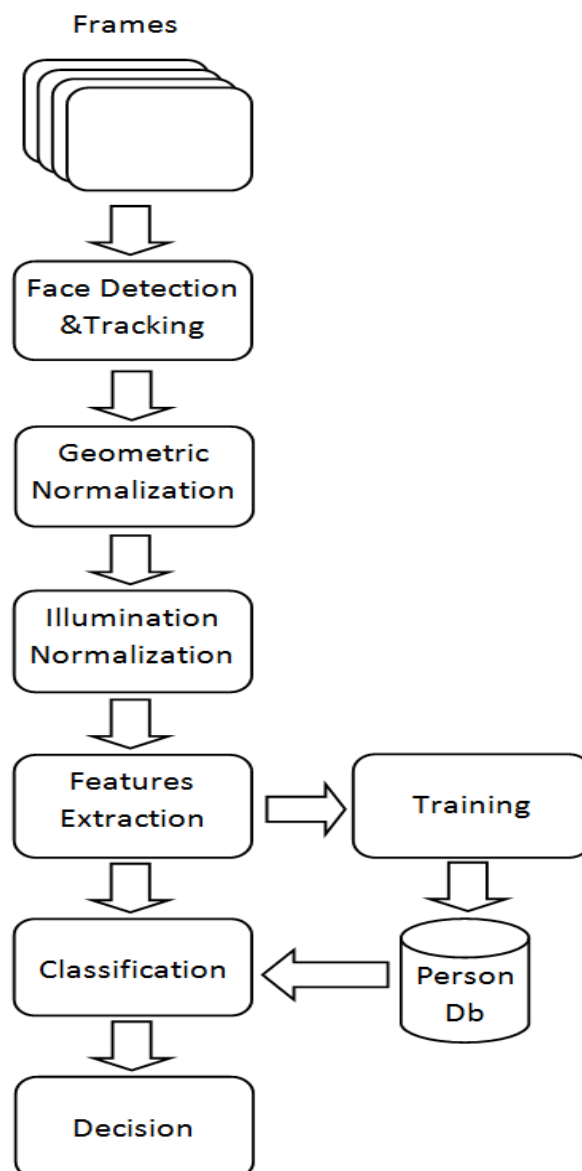 Frames
Face Detection
&Tracking
Geometric
Normalization
Illumination
Normalization
Features
Extraction
Training
Classification
Person
Db
Decision